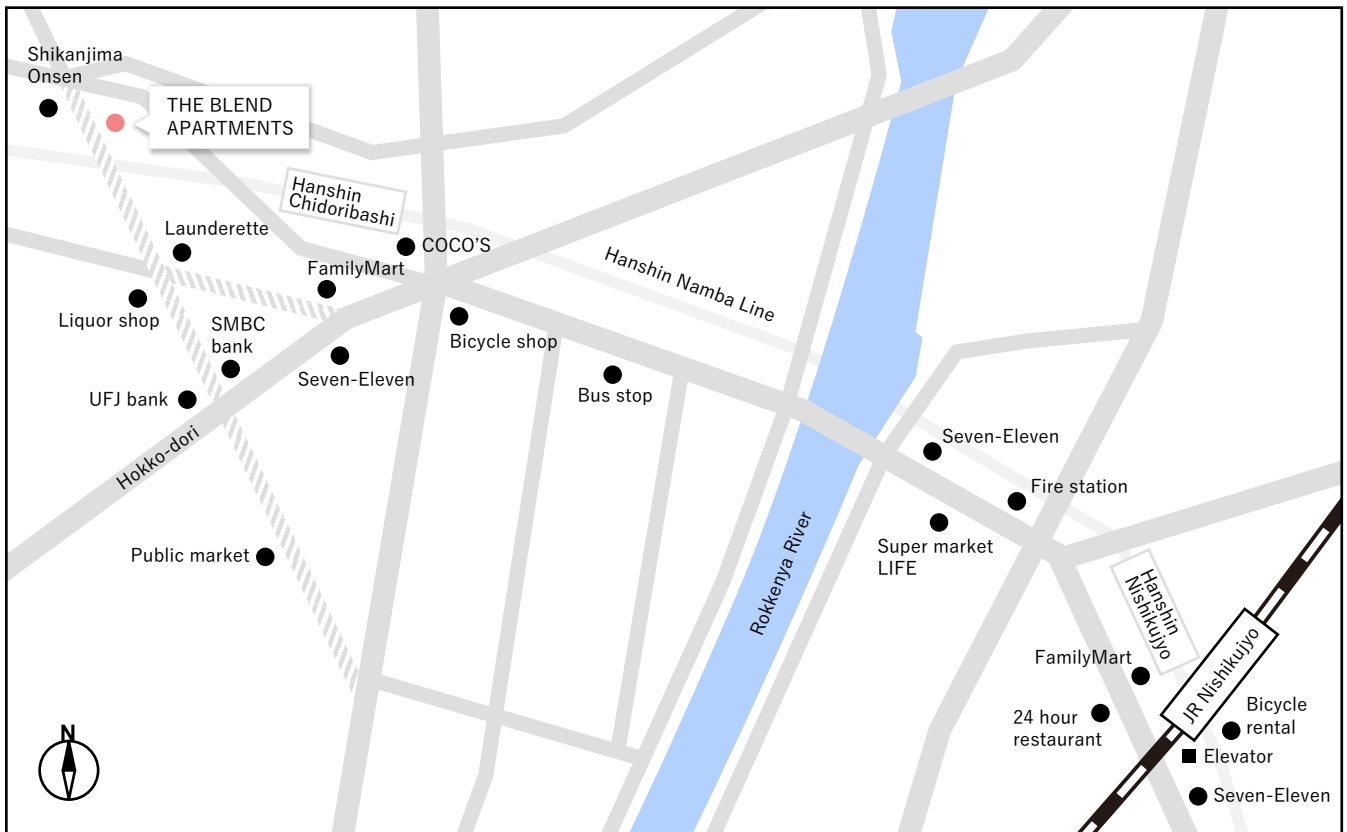 Shikanjima
Onsen
THE BLEND
APARTMENTS
Hanshin
Chidoribashi
Launderette
COCO'S
FamilyMart
Hanshin Namba Line
Liquor shop
SMBC
bank
Bicycle shop
Seven-Eleven
UFJ bank
Bus stop
Hokko-dori
Seven-Eleven
Fire station
Public market
Super market
LIFE
Rokkenya River
Hanshin
Nishikujyo
FamilyMart
JR Nishikujyo
24 hour
restaurant
Bicycle
rental
Elevator
Seven-Eleven
N